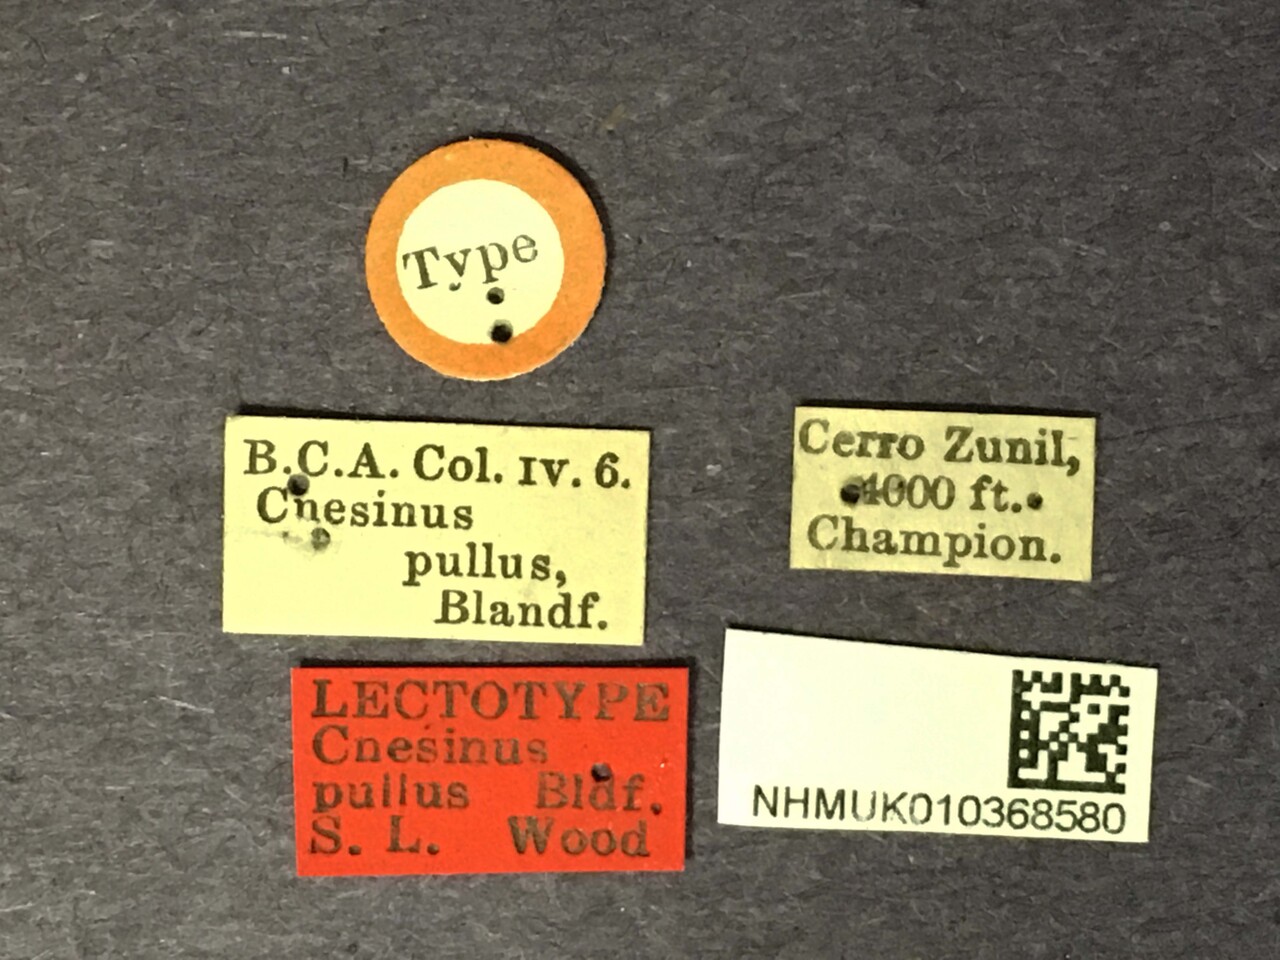 Type
B.C.A. Col. IV. 6.
Cnesinus
pullus,
Blandf.
Cerro Zunil,
4000 ft.
Champion.
LECTOTYPE
Cnesinus
pullus Bldf.
S. L. Wood
NHMUK010368580